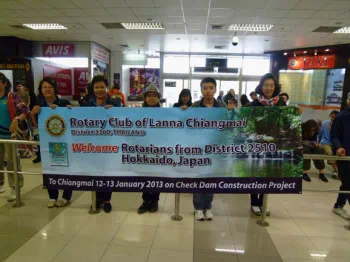 AVIS
AVIS
Rotary Club of Lanna Chiangmai
District 3360, THAILAND
Welcome Rotarians from District 2510
Hokkaido, Japan
To Chiangmai 12-13 January 2013 on Check Dam Construction Project